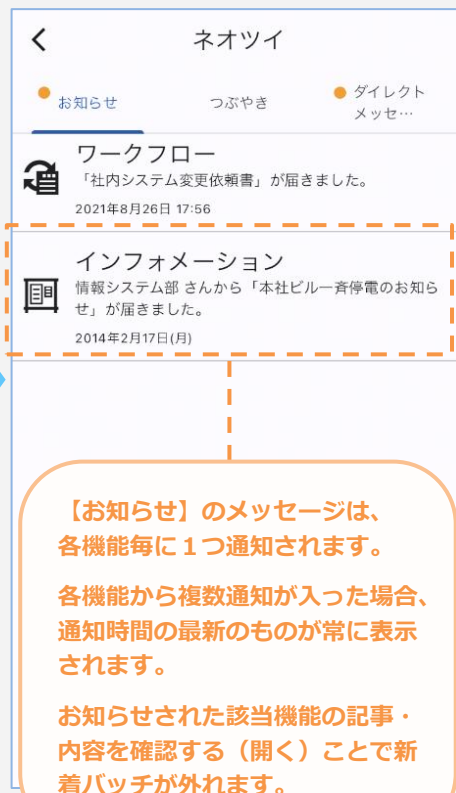 ネオツイ
お知らせ
つぶやき
ダイレクト
メッセ…
ワークフロー
「社内システム変更依頼書」が届きました。
2021年8月26日 17:56
インフォメーション
情報システム部 さんから「本社ビル一斉停電のお知ら
せ」が届きました。
2014年2月17日(月)
【お知らせ】のメッセージは、
各機能毎に１つ通知されます。
各機能から複数通知が入った場合、
通知時間の最新のものが常に表示
されます。
お知らせされた該当機能の記事・
内容を確認する（開く）ことで新
着バッチが外れます。